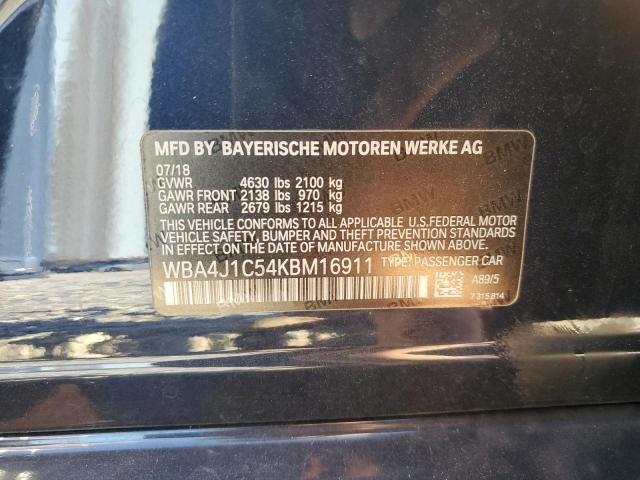 MFD BY BAYERISCHE MOTOREN WERKE AG
07/18
GVWR 4630 lbs 2100 kg
GAWR FRONT 2138 lbs 970 kg
GAWR REAR 2679 lbs 1215 kg
THIS VEHICLE CONFORMS TO ALL APPLICABLE U.S.FEDERAL MOTOR
VEHICLE SAFETY, BUMPER AND THEFT PREVENTION STANDARDS
IN EFFECT ON THE DATE OF MANUFACTURE SHOWN ABOVE.
WBA4J1C54KBM16911 TYPE: PASSENGER CAR
A89/5
7315814